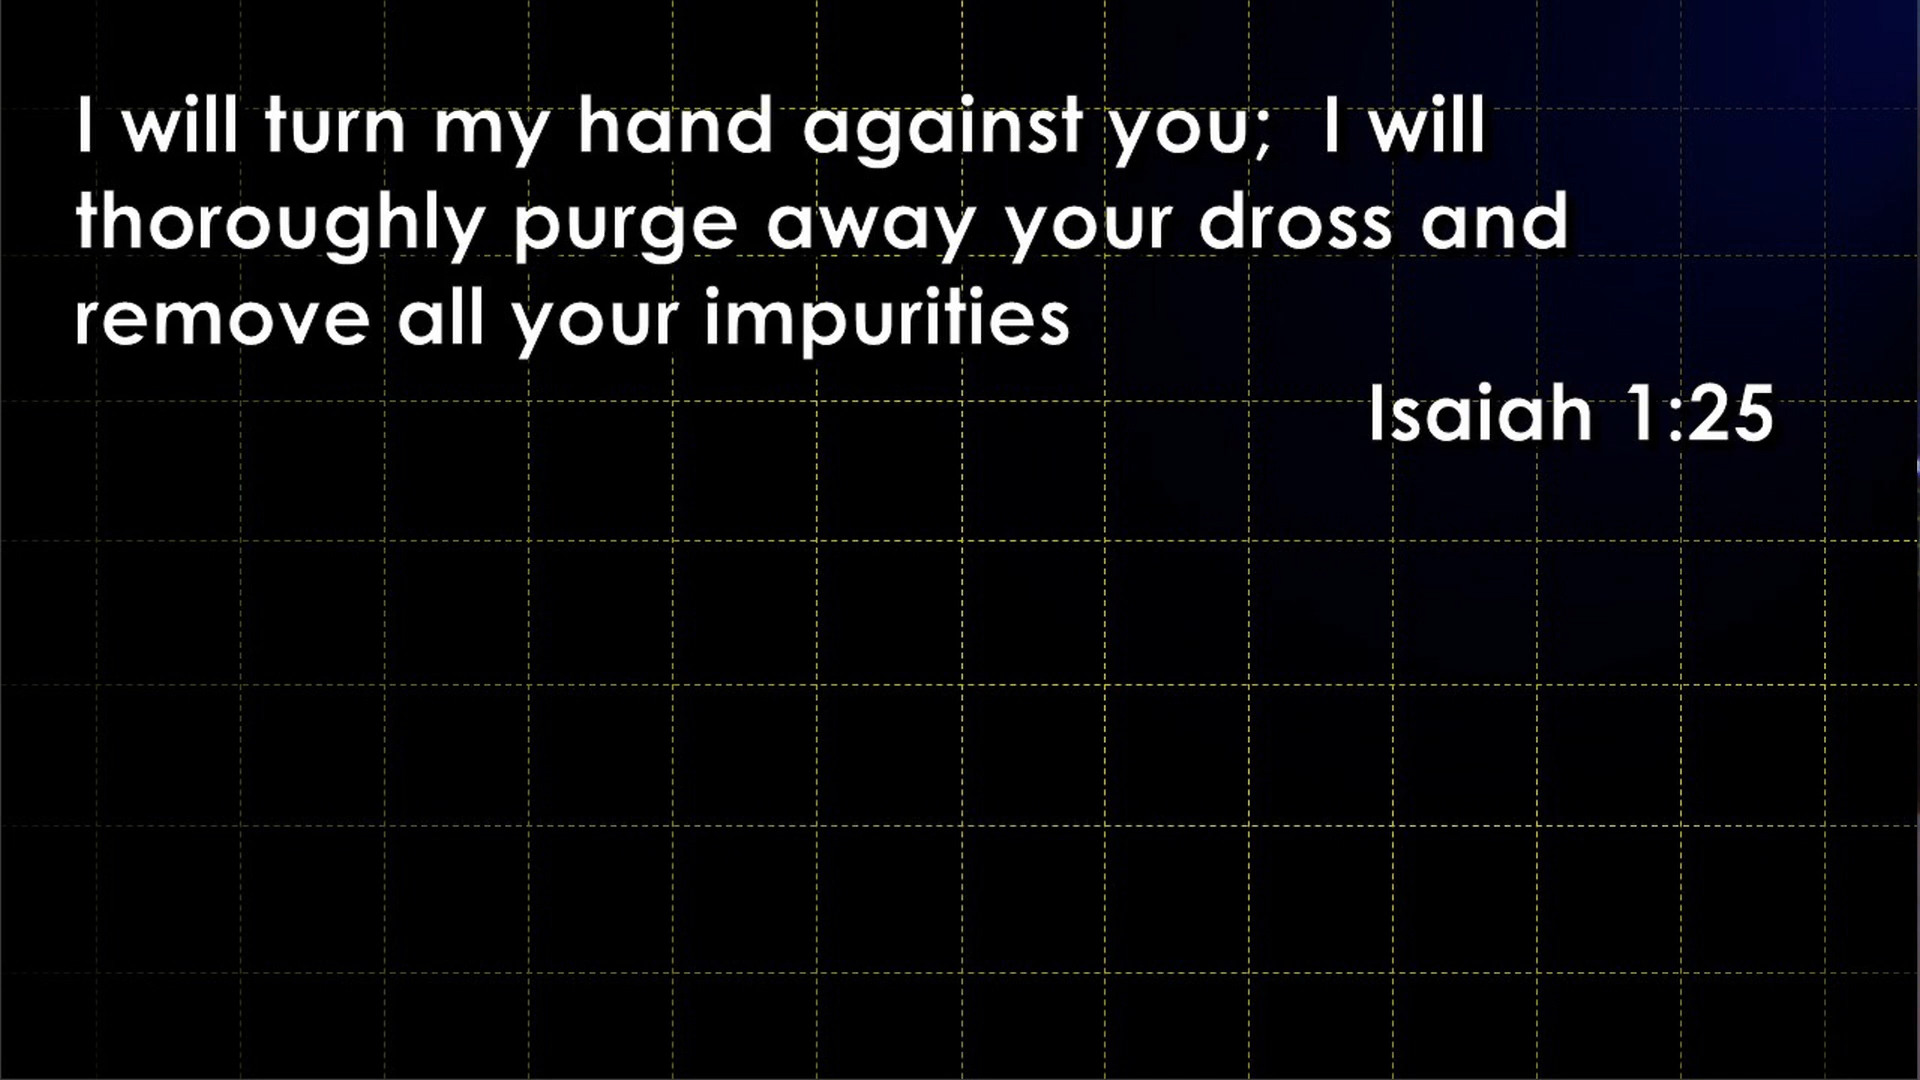 I will turn my hand against you;  I will
thoroughly purge away your dross and
remove all your impurities
Isaiah 1:25